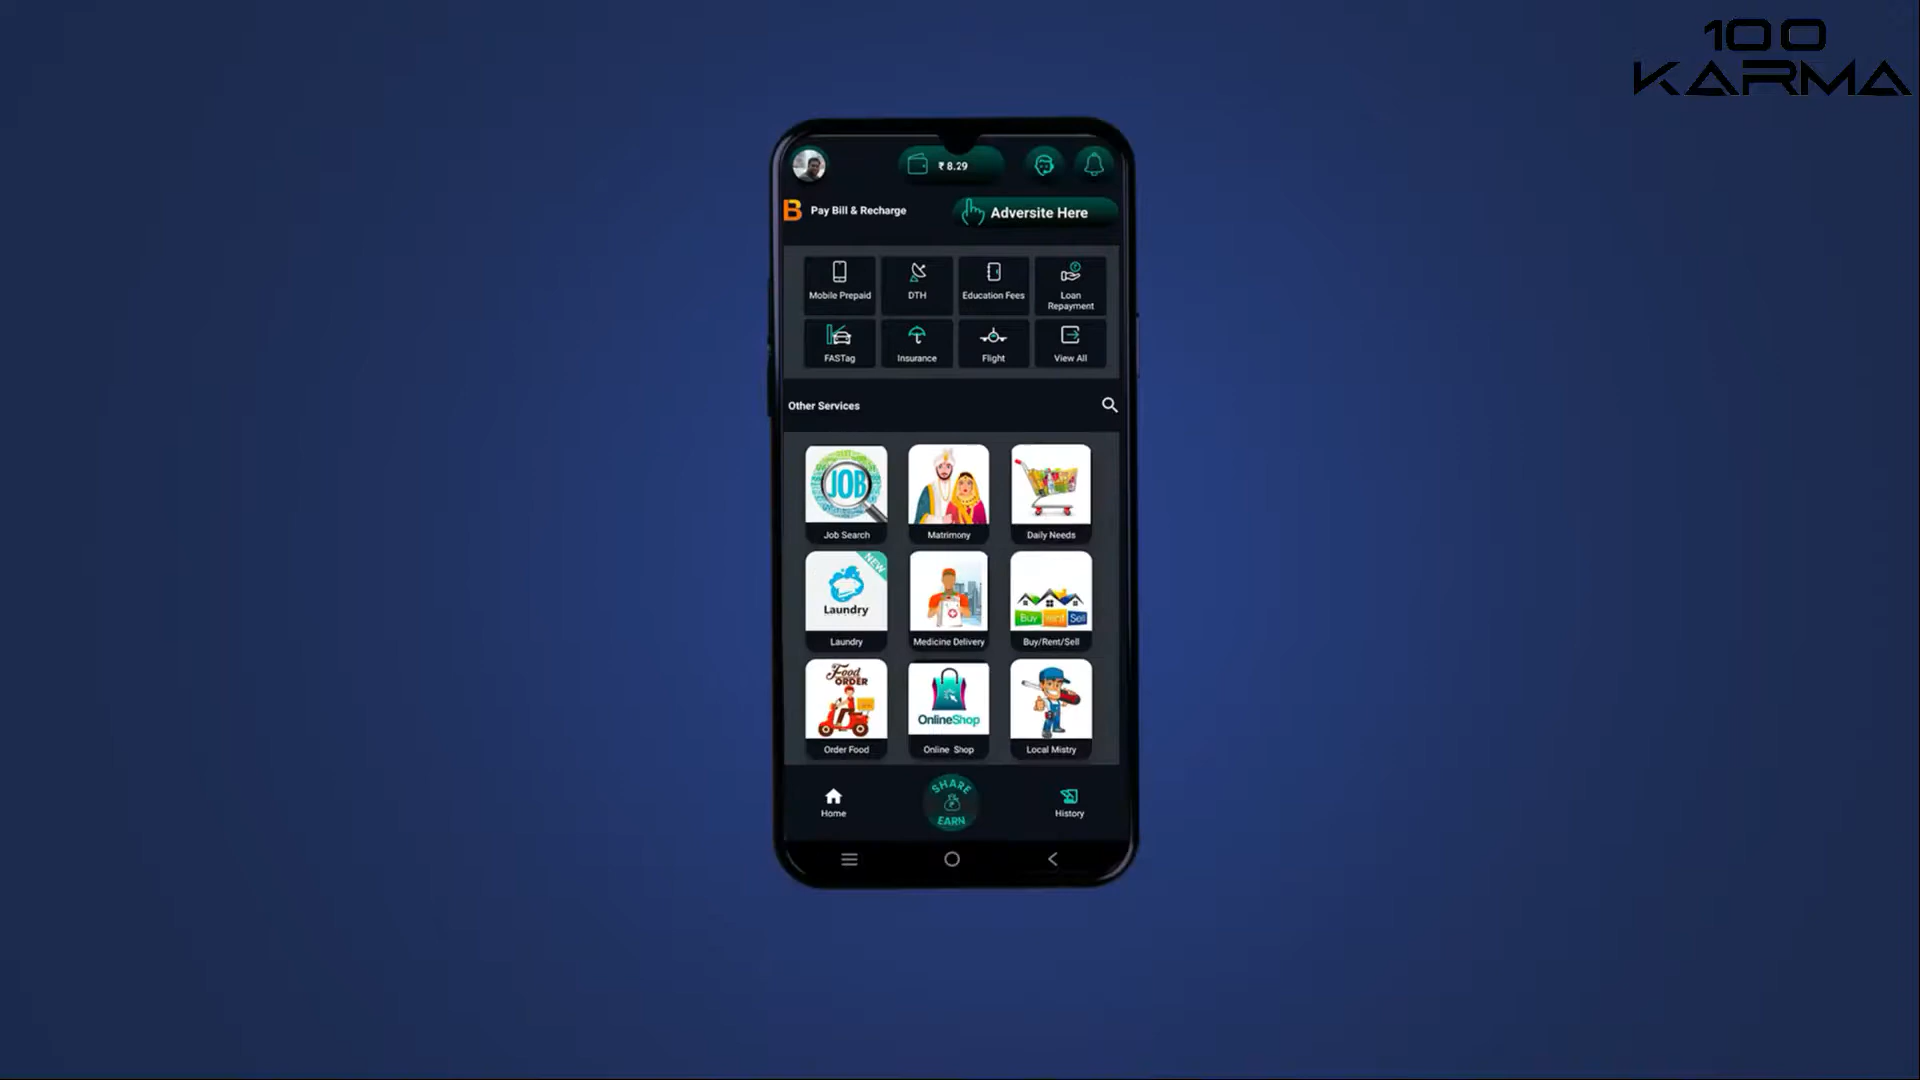 100
KARMA
₹ 8.29
B Pay Bill & Recharge
Adversite Here
Mobile Prepaid
DTH
Education Fees
Loan
Repayment
FASTag
Insurance
Flight
View All
Other Services
JOB
Job Search
Matrimony
Daily Needs
NEW
Laundry
Laundry
Medicine Delivery
Buy Rent Sell
Buy/Rent/Sell
Food
ORDER
Order Food
OnlineShop
Online Shop
Local Mistry
Home
SHARE
₹
EARN
History